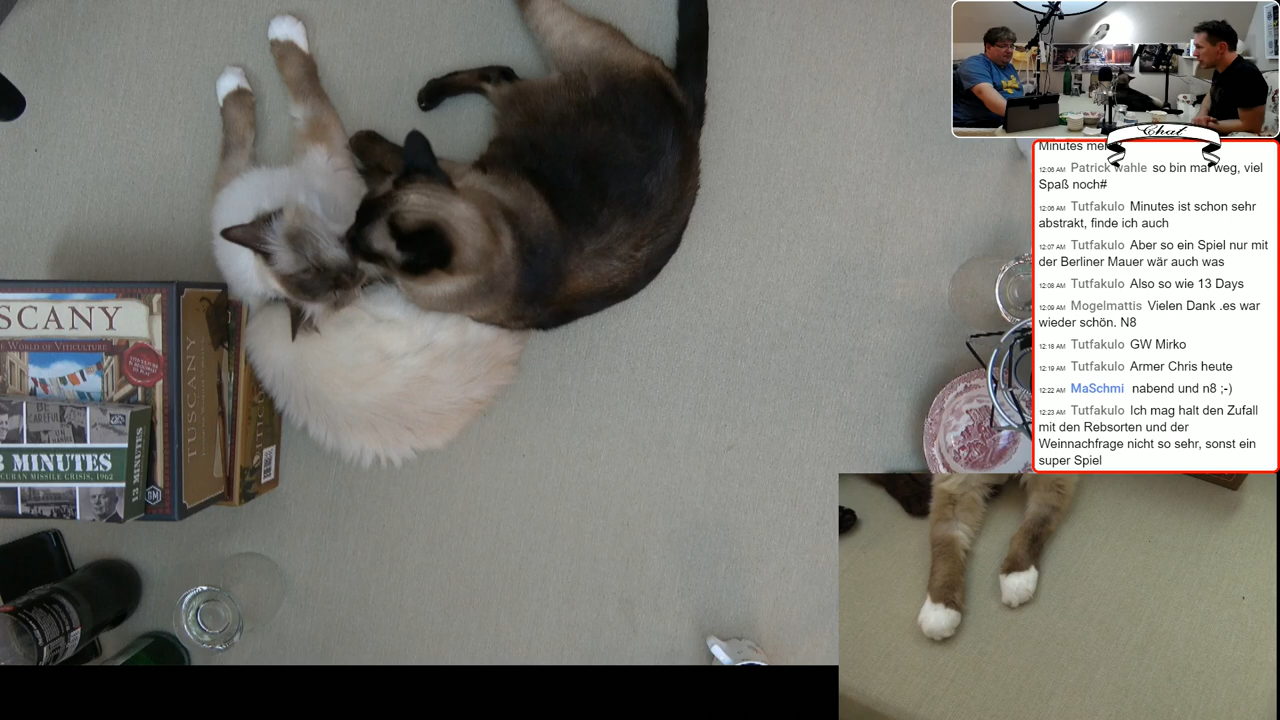 SCANY
E WORLD OF VITICULTURE
TUSCANY
BE
CAREFUL
3 MINUTES
CUBAN MISSILE CRISIS, 1962
13 MINUTES
Chat
12:06 AM Patrick wahle so bin mal weg, viel
Spaß noch#
12:06 AM Tutfakulo Minutes ist schon sehr
abstrakt, finde ich auch
12:07 AM Tutfakulo Aber so ein Spiel nur mit
der Berliner Mauer wär auch was
12:08 AM Tutfakulo Also so wie 13 Days
12:09 AM Mogelmattis Vielen Dank .es war
wieder schön. N8
12:18 AM Tutfakulo GW Mirko
12:19 AM Tutfakulo Armer Chris heute
12:22 AM MaSchmi nabend und n8 ;-)
12:23 AM Tutfakulo Ich mag halt den Zufall
mit den Rebsorten und der
Weinnachfrage nicht so sehr, sonst ein
super Spiel